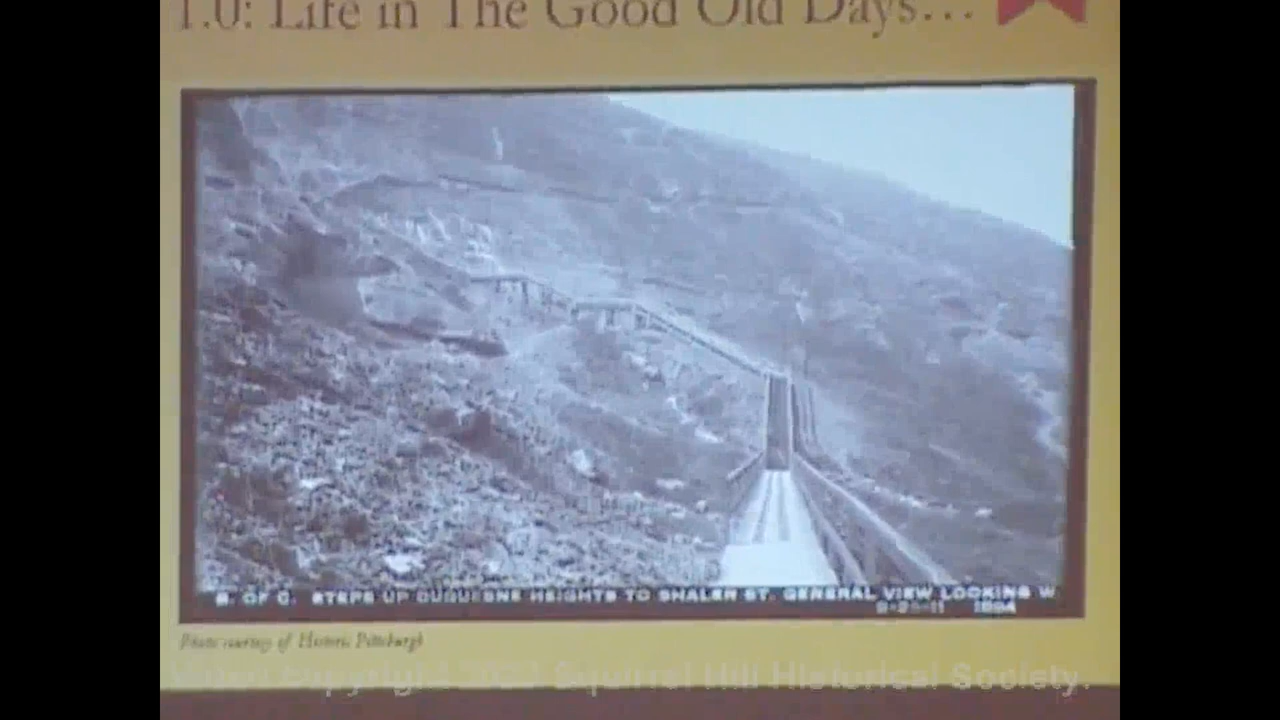 1.0: Life in The Good Old Days...
B. OF C. STEPS UP DUQUESNE HEIGHTS TO SHALER ST. GENERAL VIEW LOOKING W
Photo courtesy of Historic Pittsburgh
copyright Squirrel Hill Historical Society.